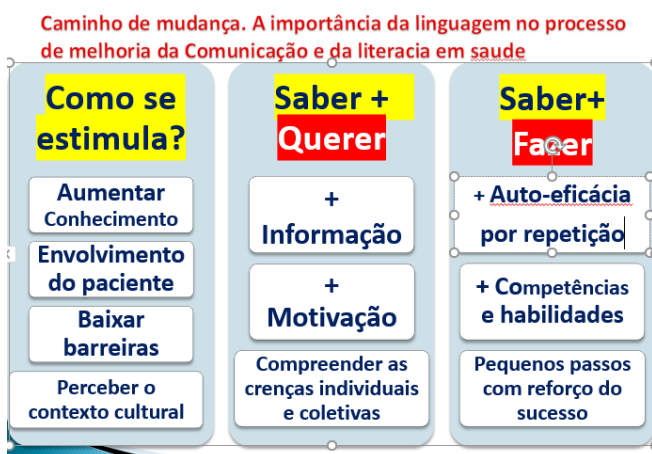 Caminho de mudança. A importância da linguagem no processo
de melhoria da Comunicação e da literacia em saude
Como se
estimula?
Aumentar
Conhecimento
Envolvimento
do paciente
Baixar
barreiras
Perceber o
contexto cultural
Saber +
Querer
+
Informação
+
Motivação
Compreender as
crenças individuais
e coletivas
Saber+
Fazer
+ Auto-eficácia
por repetição
+ Competências
e habilidades
Pequenos passos
com reforço do
sucesso